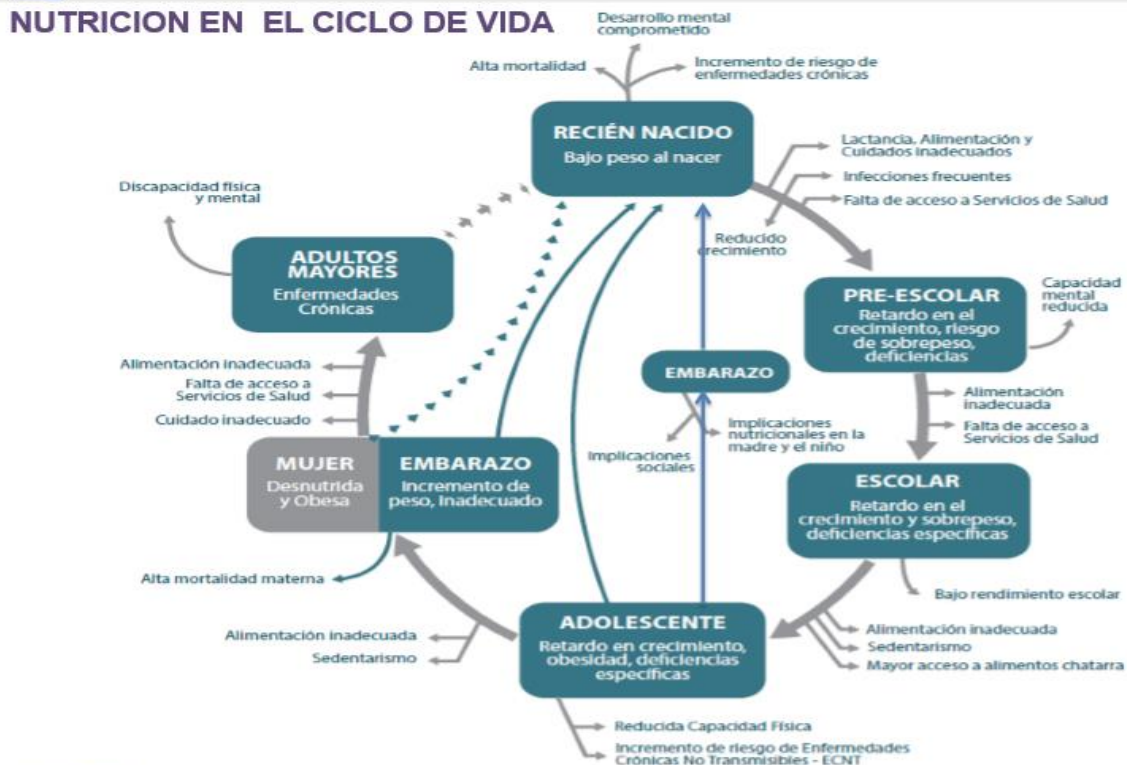 NUTRICION EN EL CICLO DE VIDA
Desarrollo mental
comprometido
Alta mortalidad
Incremento de riesgo de
enfermedades crónicas
RECIÉN NACIDO
Bajo peso al nacer
Lactancia, Alimentación y
Cuidados inadecuados
Infecciones frecuentes
Falta de acceso a Servicios de Salud
Reducido
crecimiento
Discapacidad física
y mental
ADULTOS
MAYORES
Enfermedades
Crónicas
PRE-ESCOLAR
Retardo en el
crecimiento, riesgo
de sobrepeso,
deficiencias
Capacidad
mental
reducida
Alimentación inadecuada
Falta de acceso a
Servicios de Salud
Cuidado inadecuado
EMBARAZO
Implicaciones
nutricionales en la
madre y el niño
Implicaciones
sociales
Alimentación
inadecuada
Falta de acceso a
Servicios de Salud
MUJER
Desnutrida
y Obesa
EMBARAZO
Incremento de
peso, Inadecuado
ESCOLAR
Retardo en el
crecimiento y sobrepeso,
deficiencias específicas
Alta mortalidad materna
Bajo rendimiento escolar
Alimentación inadecuada
Sedentarismo
ADOLESCENTE
Retardo en crecimiento,
obesidad, deficiencias
específicas
Alimentación inadecuada
Sedentarismo
Mayor acceso a alimentos chatarra
Reducida Capacidad Física
Incremento de riesgo de Enfermedades
Crónicas No Transmisibles - ECNT